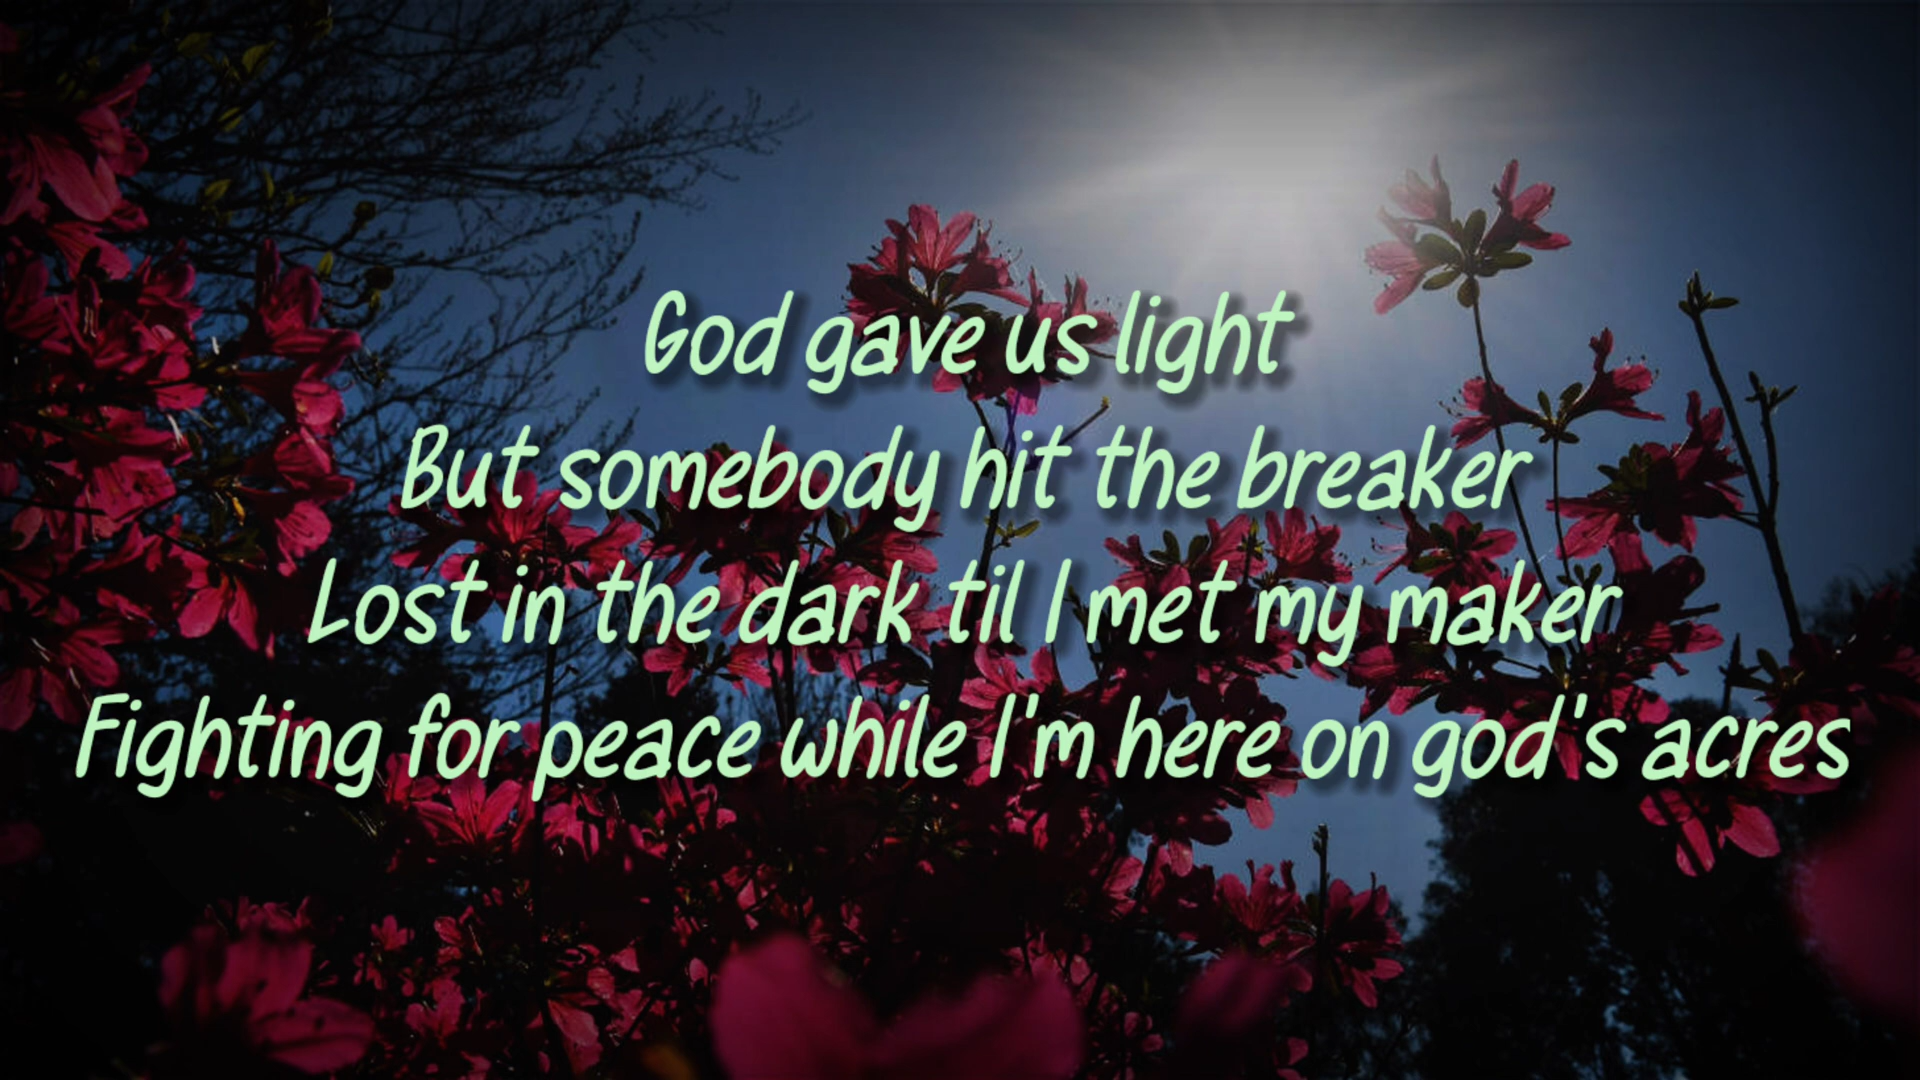 God gave us light
But somebody hit the breaker
Lost in the dark til I met my maker
Fighting for peace while I'm here on god's acres